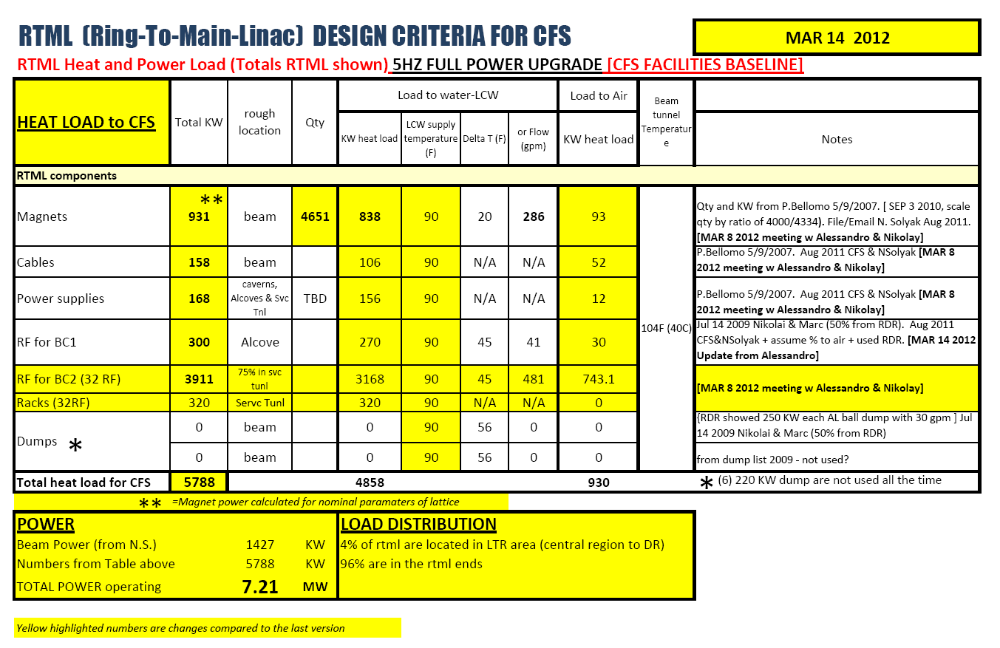 RTML (Ring-To-Main-Linac) DESIGN CRITERIA FOR CFS
MAR 14 2012
RTML Heat and Power Load (Totals RTML shown) 5HZ FULL POWER UPGRADE [CFS FACILITIES BASELINE]
HEAT LOAD to CFS
Total KW
rough
location
Qty
Load to water-LCW
KW heat load
LCW supply
temperature
(F)
Delta T (F)
or Flow
(gpm)
Load to Air
KW heat load
Beam
tunnel
Temperatur
e
Notes
RTML components
Magnets
**
931
beam
4651
838
90
20
286
93
Qty and KW from P.Bellomo 5/9/2007. [ SEP 3 2010, scale
qty by ratio of 4000/4334). File/Email N. Solyak Aug 2011.
[MAR 8 2012 meeting w Alessandro & Nikolay]
Cables
158
beam
106
90
N/A
N/A
52
P.Bellomo 5/9/2007. Aug 2011 CFS & NSolyak [MAR 8
2012 meeting w Alessandro & Nikolay]
Power supplies
168
caverns,
Alcoves & Svc
Tnl
TBD
156
90
N/A
N/A
12
P.Bellomo 5/9/2007. Aug 2011 CFS & NSolyak [MAR 8
2012 meeting w Alessandro & Nikolay]
104F (40C)
RF for BC1
300
Alcove
270
90
45
41
30
Jul 14 2009 Nikolai & Marc (50% from RDR). Aug 2011
CFS&NSolyak + assume % to air + used RDR. [MAR 14 2012
Update from Alessandro]
RF for BC2 (32 RF)
3911
75% in svc
tunl
3168
90
45
481
743.1
[MAR 8 2012 meeting w Alessandro & Nikolay]
Racks (32RF)
320
Servc Tunl
320
90
N/A
N/A
0
Dumps *
0
beam
0
90
56
0
0
{RDR showed 250 KW each AL ball dump with 30 gpm ] Jul
14 2009 Nikolai & Marc (50% from RDR)
0
beam
0
90
56
0
0
from dump list 2009 - not used?
Total heat load for CFS
5788
4858
930
* (6) 220 KW dump are not used all the time
** =Magnet power calculated for nominal paramaters of lattice
POWER
Beam Power (from N.S.) 1427 KW
Numbers from Table above 5788 KW
TOTAL POWER operating 7.21 MW
LOAD DISTRIBUTION
4% of rtml are located in LTR area (central region to DR)
96% are in the rtml ends
Yellow highlighted numbers are changes compared to the last version